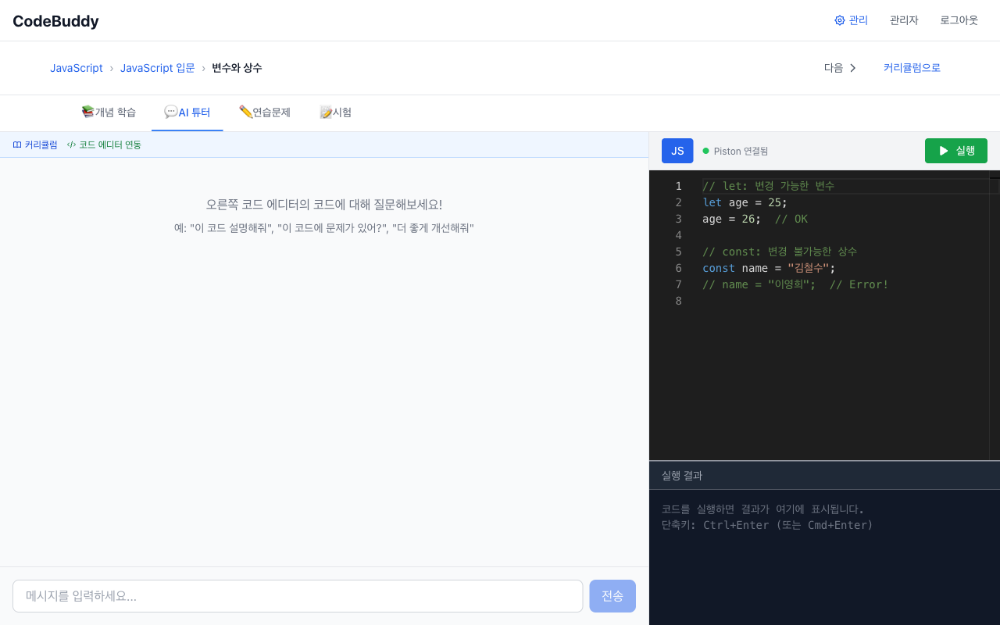 CodeBuddy
관리 관리자 로그아웃
JavaScript › JavaScript 입문 › 변수와 상수
다음 커리큘럼으로
개념 학습 AI 튜터 연습문제 시험
커리큘럼 코드 에디터 연동
오른쪽 코드 에디터의 코드에 대해 질문해보세요!
예: "이 코드 설명해줘", "이 코드에 문제가 있어?", "더 좋게 개선해줘"
메시지를 입력하세요...
전송
JS Piston 연결됨 실행
1 // let: 변경 가능한 변수
2 let age = 25;
3 age = 26;  // OK
4
5 // const: 변경 불가능한 상수
6 const name = "김철수";
7 // name = "이영희";  // Error!
8
실행 결과
코드를 실행하면 결과가 여기에 표시됩니다.
단축키: Ctrl+Enter (또는 Cmd+Enter)